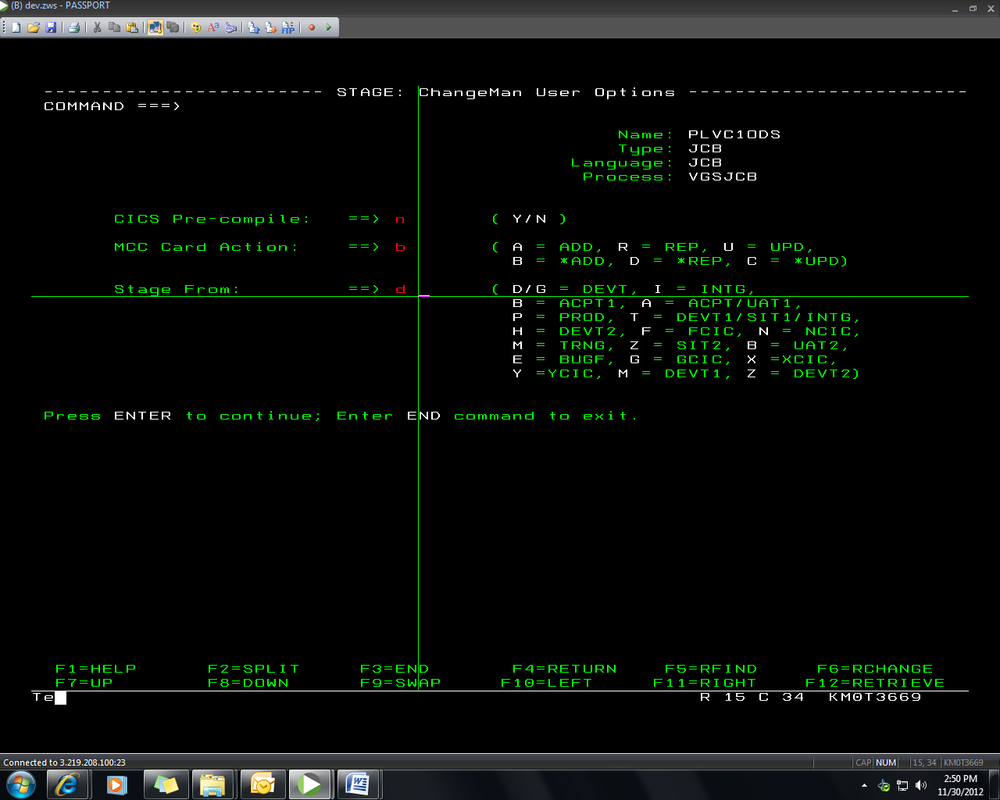 (B) dev.zws - PASSPORT
------------------------ STAGE: ChangeMan User Options ------------------------
COMMAND ===>
Name: PLVC1ODS
Type: JCB
Language: JCB
Process: VGSJCB
CICS Pre-compile: ==> n ( Y/N )
MCC Card Action: ==> b ( A = ADD, R = REP, U = UPD,
B = *ADD, D = *REP, C = *UPD)
Stage From: ==> d _ ( D/G = DEVT, I = INTG,
B = ACPT1, A = ACPT/UAT1,
P = PROD, T = DEVT1/SIT1/INTG,
H = DEVT2, F = FCIC, N = NCIC,
M = TRNG, Z = SIT2, B = UAT2,
E = BUGF, G = GCIC, X =XCIC,
Y =YCIC, M = DEVT1, Z = DEVT2)
Press ENTER to continue; Enter END command to exit.
F1=HELP F2=SPLIT F3=END F4=RETURN F5=RFIND F6=RCHANGE
F7=UP F8=DOWN F9=SWAP F10=LEFT F11=RIGHT F12=RETRIEVE
Te R 15 C 34 KM0T3669
Connected to 3.219.208.100:23 CAP NUM 15, 34 KM0T3669
2:50 PM
11/30/2012